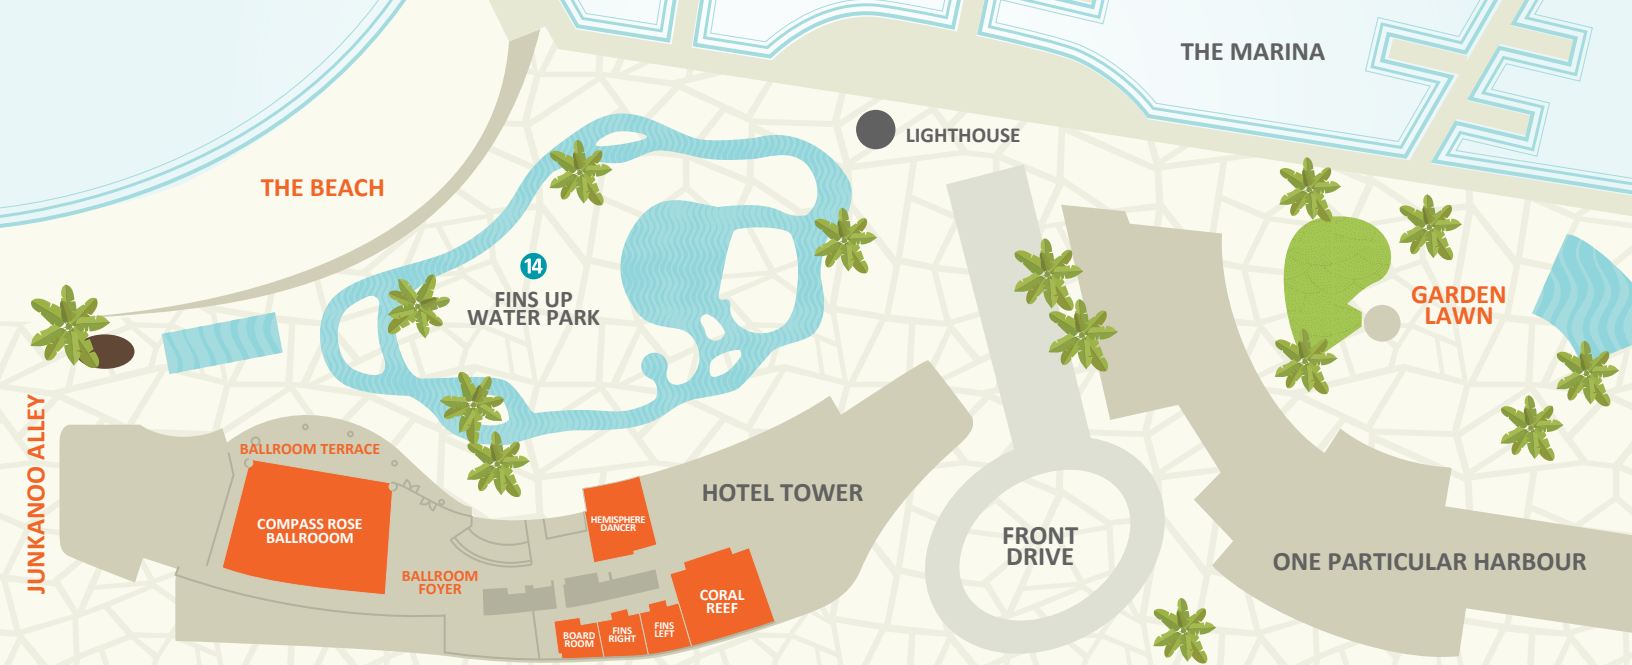 THE MARINA
LIGHTHOUSE
THE BEACH
14
FINS UP
WATER PARK
GARDEN
LAWN
JUNKANOO ALLEY
BALLROOM TERRACE
HOTEL TOWER
COMPASS ROSE
BALLROOOM
HEMISPHERE
DANCER
FRONT
DRIVE
ONE PARTICULAR HARBOUR
BALLROOM
FOYER
CORAL
REEF
BOARD
ROOM
FINS
RIGHT
FINS
LEFT